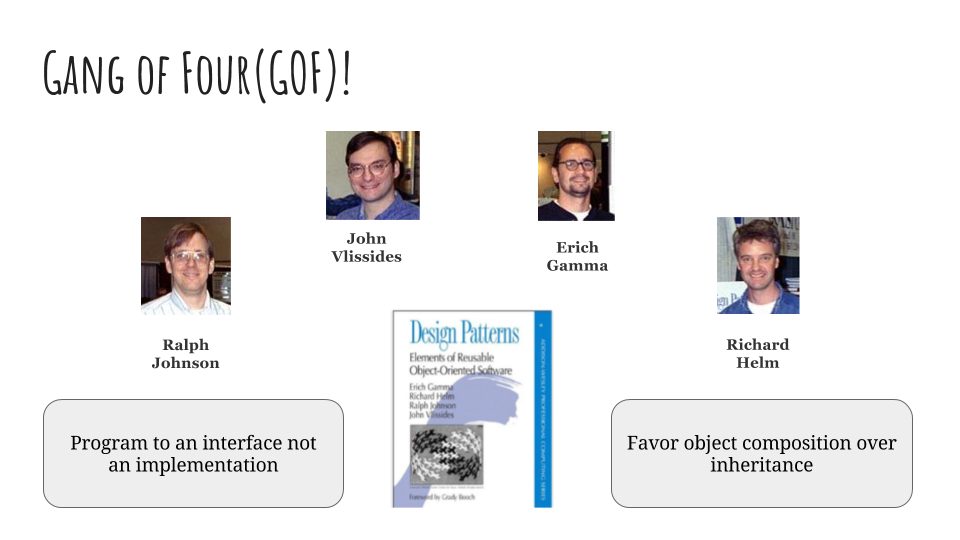 Gang of Four(GOF)!
John
Vlissides
Erich
Gamma
Ralph
Johnson
Richard
Helm
Design Patterns
Elements of Reusable
Object-Oriented Software
Erich Gamma
Richard Helm
Ralph Johnson
John Vlissides
Foreword by Grady Booch
ADDISON-WESLEY PROFESSIONAL COMPUTING SERIES
Program to an interface not
an implementation
Favor object composition over
inheritance